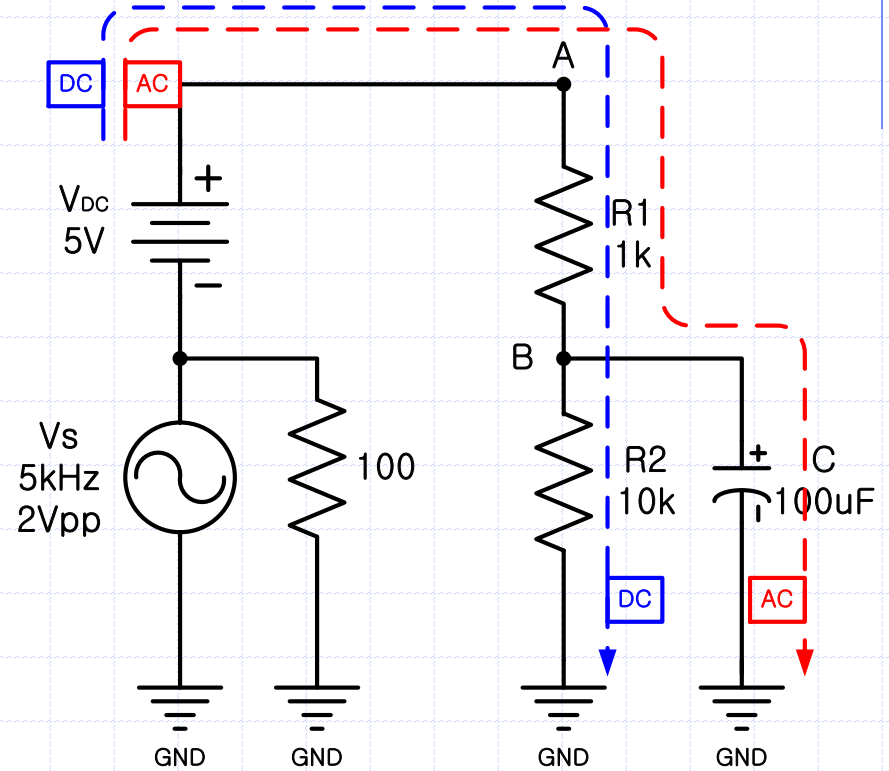 A
DC
AC
+
VDC
5V
−
R1
1k
B
Vs
5kHz
2Vpp
100
R2
10k
+
C
100uF
-
DC
AC
GND
GND
GND
GND